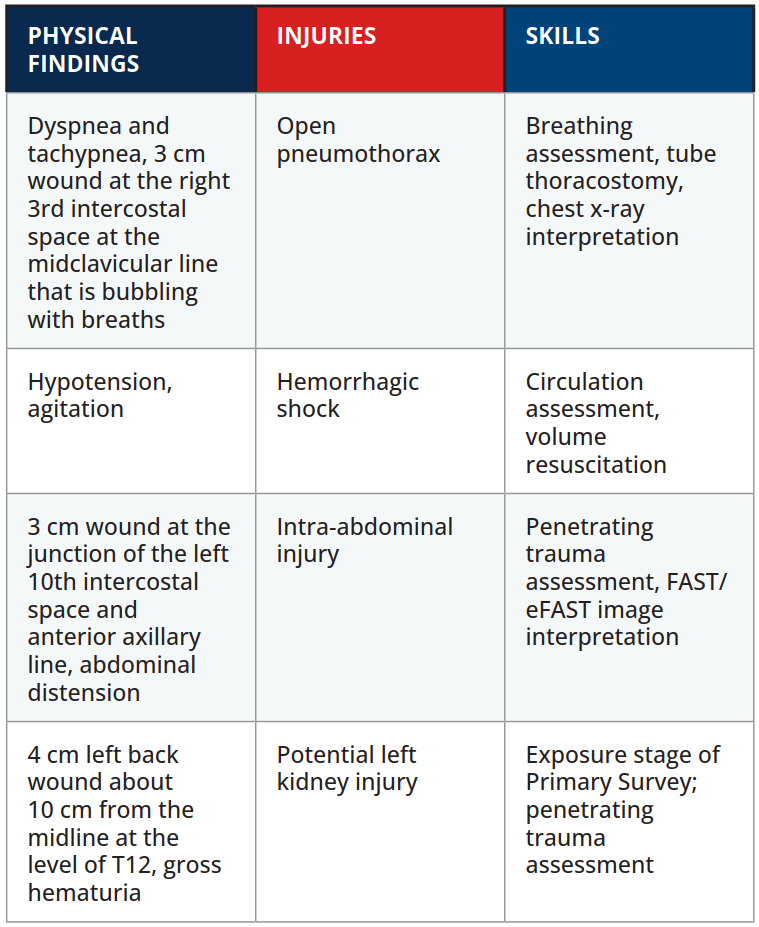 PHYSICAL
FINDINGS
INJURIES
SKILLS
Dyspnea and
tachypnea, 3 cm
wound at the right
3rd intercostal
space at the
midclavicular line
that is bubbling
with breaths
Open
pneumothorax
Breathing
assessment, tube
thoracostomy,
chest x-ray
interpretation
Hypotension,
agitation
Hemorrhagic
shock
Circulation
assessment,
volume
resuscitation
3 cm wound at the
junction of the left
10th intercostal
space and
anterior axillary
line, abdominal
distension
Intra-abdominal
injury
Penetrating
trauma
assessment, FAST/
eFAST image
interpretation
4 cm left back
wound about
10 cm from the
midline at the
level of T12, gross
hematuria
Potential left
kidney injury
Exposure stage of
Primary Survey;
penetrating
trauma
assessment